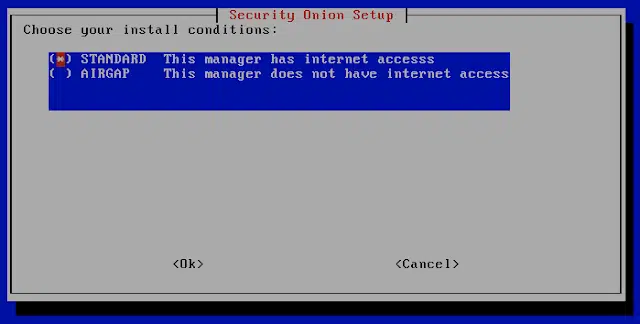 Security Onion Setup
Choose your install conditions:
(*) STANDARD This manager has internet accesss
( ) AIRGAP This manager does not have internet access
<Ok> <Cancel>